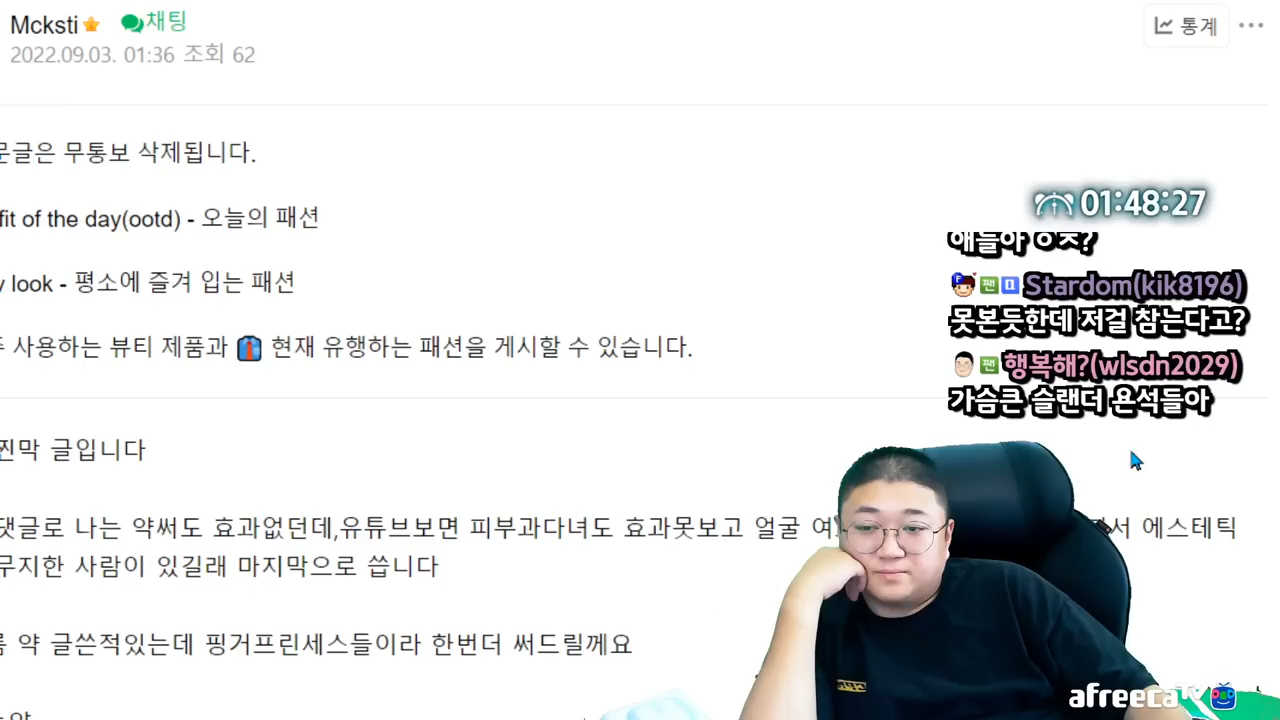 Mcksti 채팅
통계
2022.09.03. 01:36 조회 62
문글은 무통보 삭제됩니다.
fit of the day(ootd) - 오늘의 패션
y look - 평소에 즐겨 입는 패션
사용하는 뷰티 제품과 현재 유행하는 패션을 게시할 수 있습니다.
01:48:27
얘들아 ㅇㅈ?
Stardom(kik8196)
못본듯한데 저걸 참는다고?
행복해?(wlsdn2029)
가슴큰 슬랜더 욘석들아
찐막 글입니다
댓글로 나는 약써도 효과없던데,유튜브보면 피부과다녀도 효과못보고 얼굴 서 에스테틱
무지한 사람이 있길래 마지막으로 씁니다
약 글쓴적있는데 핑거프린세스들이라 한번더 써드릴께요
afreecaTV